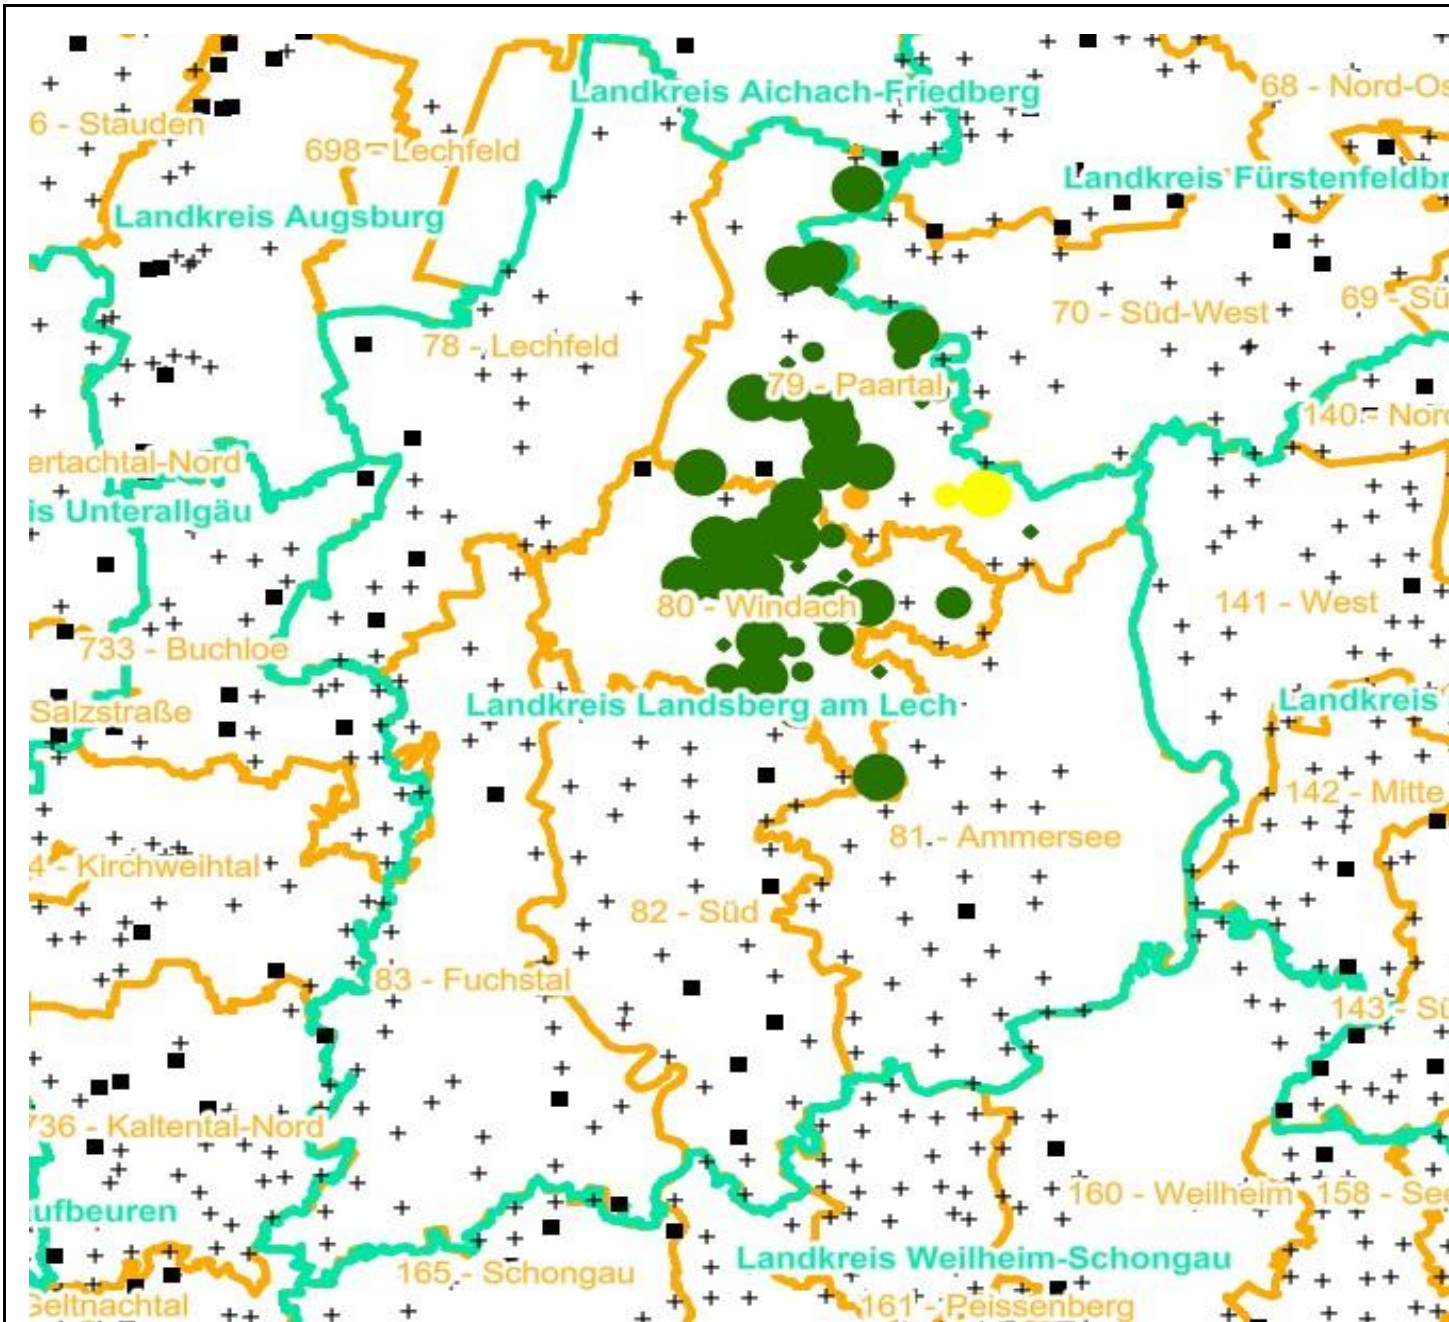 Landkreis Aichach-Friedberg
68 - Nord-Os
6 - Stauden
698 - Lechfeld
Landkreis Fürstenfeldbr
Landkreis Augsburg
69 - Sü
70 - Süd-West
78 - Lechfeld
79 - Paartal
140 - Nord
ertachtal-Nord
is Unterallgäu
141 - West
80 - Windach
733 - Buchloe
Landkreis
Landkreis Landsberg am Lech
Salzstraße
142 - Mitte
81 - Ammersee
4 - Kirchweihtal
82 - Süd
83 - Fuchstal
143 - Sü
736 - Kaltental-Nord
160 - Weilheim
158 - See
ufbeuren
Landkreis Weilheim-Schongau
165 - Schongau
Geltnachtal
161 - Peissenberg